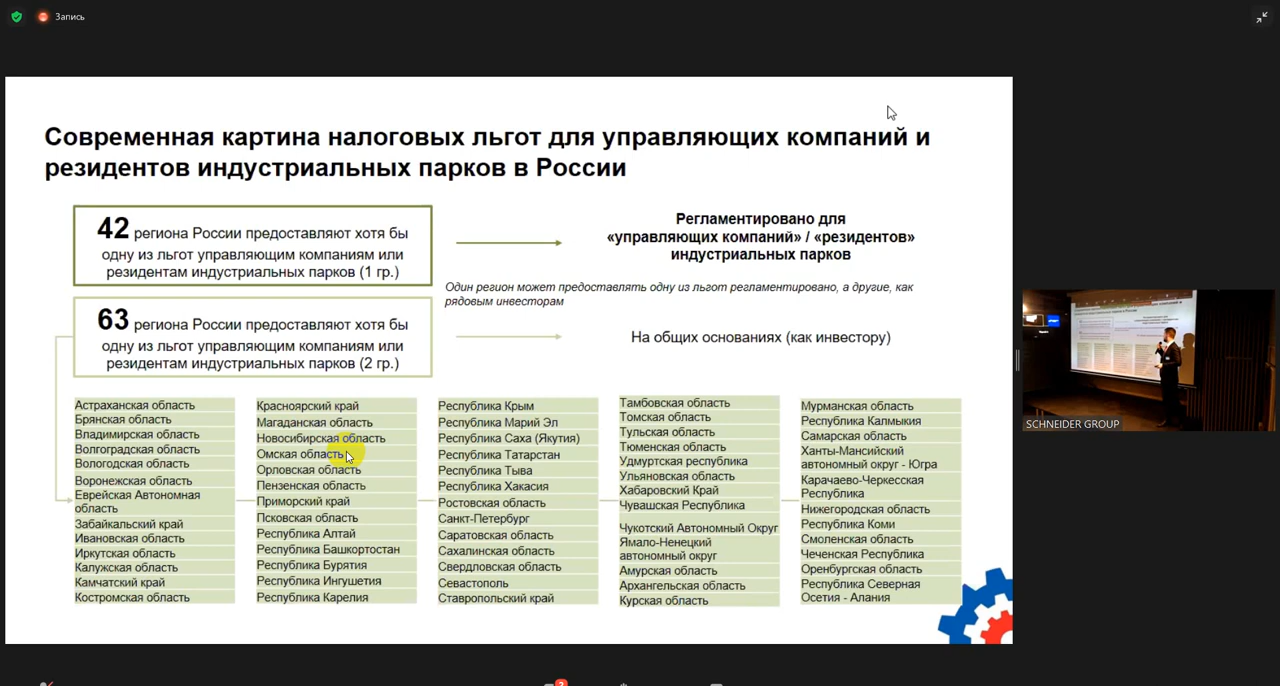 Запись
Современная картина налоговых льгот для управляющих компаний и
резидентов индустриальных парков в России
42 региона России предоставляют хотя бы
одну из льгот управляющим компаниям или
резидентам индустриальных парков (1 гр.)
Регламентировано для
«управляющих компаний» / «резидентов»
индустриальных парков
Один регион может предоставлять одну из льгот регламентировано, а другие, как
рядовым инвесторам
63 региона России предоставляют хотя бы
одну из льгот управляющим компаниям или
резидентам индустриальных парков (2 гр.)
На общих основаниях (как инвестору)
Астраханская область
Брянская область
Владимирская область
Волгоградская область
Вологодская область
Воронежская область
Еврейская Автономная
область
Забайкальский край
Ивановская область
Иркутская область
Калужская область
Камчатский край
Костромская область
Красноярский край
Магаданская область
Новосибирская область
Омская область
Орловская область
Пензенская область
Приморский край
Псковская область
Республика Алтай
Республика Башкортостан
Республика Бурятия
Республика Ингушетия
Республика Карелия
Республика Крым
Республика Марий Эл
Республика Саха (Якутия)
Республика Татарстан
Республика Тыва
Республика Хакасия
Ростовская область
Санкт-Петербург
Саратовская область
Сахалинская область
Свердловская область
Севастополь
Ставропольский край
Тамбовская область
Томская область
Тульская область
Тюменская область
Удмуртская республика
Ульяновская область
Хабаровский Край
Чувашская Республика
Чукотский Автономный Округ
Ямало-Ненецкий
автономный округ
Амурская область
Архангельская область
Курская область
Мурманская область
Республика Калмыкия
Самарская область
Ханты-Мансийский
автономный округ - Югра
Карачаево-Черкесская
Республика
Нижегородская область
Республика Коми
Смоленская область
Чеченская Республика
Оренбургская область
Республика Северная
Осетия - Алания
SCHNEIDER GROUP